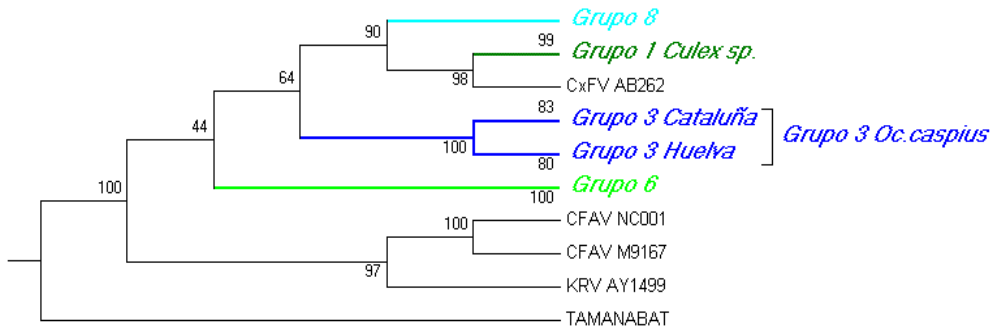 Grupo 8
90
99
Grupo 1 Culex sp.
64
98
CxFV AB262
83
Grupo 3 Cataluña
44
100
Grupo 3 Oc.caspius
Grupo 3 Huelva
80
100
Grupo 6
100
100
CFAV NC001
CFAV M9167
97
KRV AY1499
TAMANABAT